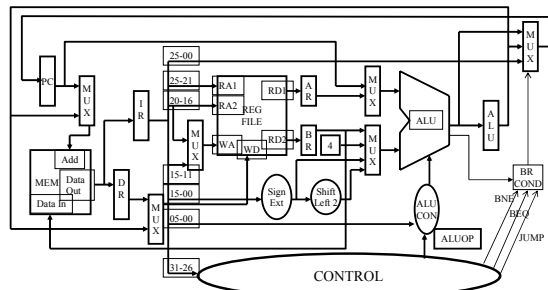 25-00
M U X
PC
25-21
RA1
RD1
A R
M U X
M U X
I R
20-16
RA2
REG FILE
ALU
A L U
M U X
WA
RD2
B R
4
M U X
WD
Add
MEM
Data Out
D R
15-11
15-00
Sign Ext
Shift Left 2
BR COND
Data In
M U X
05-00
ALU CON
BNE
BEQ
JUMP
ALUOP
31-26
CONTROL